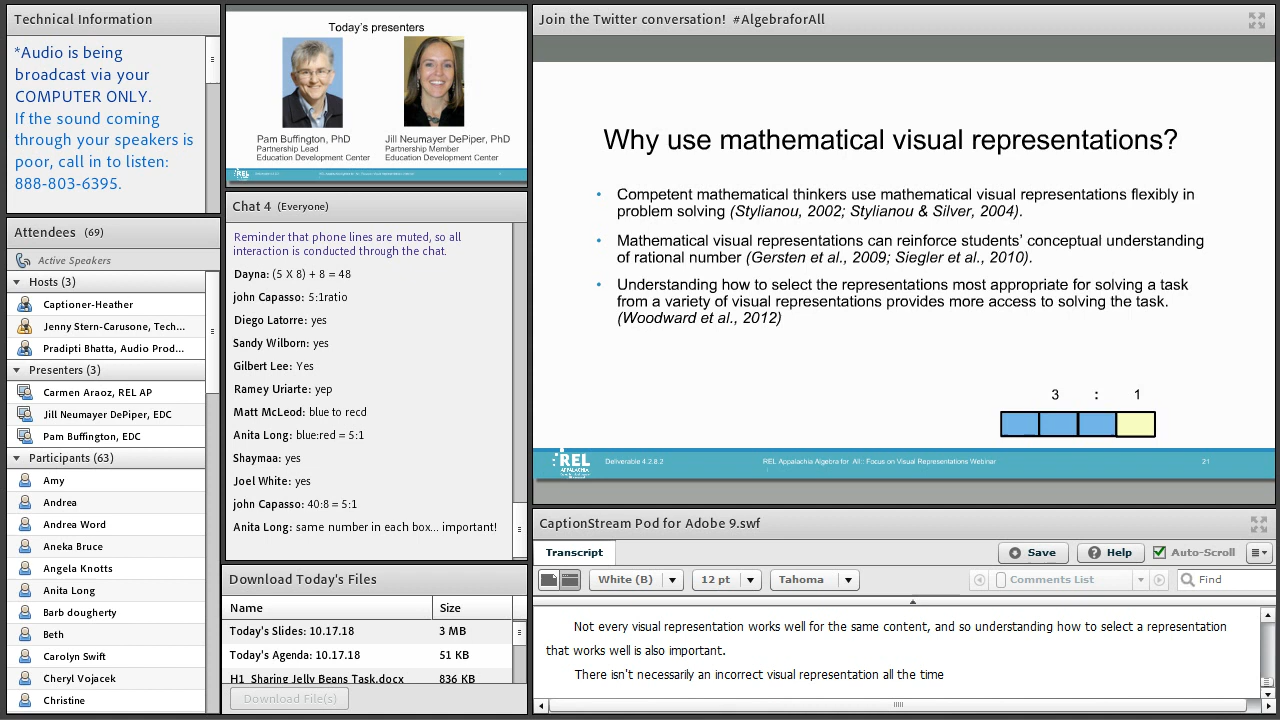 Technical Information
*Audio is being
broadcast via your
COMPUTER ONLY.
If the sound coming
through your speakers is
poor, call in to listen:
888-803-6395.
Attendees (69)
Active Speakers
Hosts (3)
Captioner-Heather
Jenny Stern-Carusone, Tech...
Pradipti Bhatta, Audio Prod...
Presenters (3)
Carmen Araoz, REL AP
Jill Neumayer DePiper, EDC
Pam Buffington, EDC
Participants (63)
Amy
Andrea
Andrea Word
Aneka Bruce
Angela Knotts
Anita Long
Barb dougherty
Beth
Carolyn Swift
Cheryl Vojacek
Christine
Today's presenters
Pam Buffington, PhD
Partnership Lead
Education Development Center
Jill Neumayer DePiper, PhD
Partnership Member
Education Development Center
Chat 4 (Everyone)
Reminder that phone lines are muted, so all
interaction is conducted through the chat.
Dayna: (5 X 8) + 8 = 48
john Capasso: 5:1ratio
Diego Latorre: yes
Sandy Wilborn: yes
Gilbert Lee: Yes
Ramey Uriarte: yep
Matt McLeod: blue to recd
Anita Long: blue:red = 5:1
Shaymaa: yes
Joel White: yes
john Capasso: 40:8 = 5:1
Anita Long: same number in each box... important!
Download Today's Files
Name Size
Today's Slides: 10.17.18 3 MB
Today's Agenda: 10.17.18 51 KB
H1_Sharing Jelly Beans Task.docx 836 KB
Download File(s)
Join the Twitter conversation! #AlgebraforAll
Why use mathematical visual representations?
• Competent mathematical thinkers use mathematical visual representations flexibly in
problem solving (Stylianou, 2002; Stylianou & Silver, 2004).
• Mathematical visual representations can reinforce students' conceptual understanding
of rational number (Gersten et al., 2009; Siegler et al., 2010).
• Understanding how to select the representations most appropriate for solving a task
from a variety of visual representations provides more access to solving the task.
(Woodward et al., 2012)
3 : 1
REL
APPALACHIA
Deliverable 4.2.8.2
REL Appalachia Algebra for All: Focus on Visual Representations Webinar
21
CaptionStream Pod for Adobe 9.swf
Transcript
Save
Help
Auto-Scroll
White (B)
12 pt
Tahoma
Comments List
Find
Not every visual representation works well for the same content, and so understanding how to select a representation
that works well is also important.
There isn't necessarily an incorrect visual representation all the time